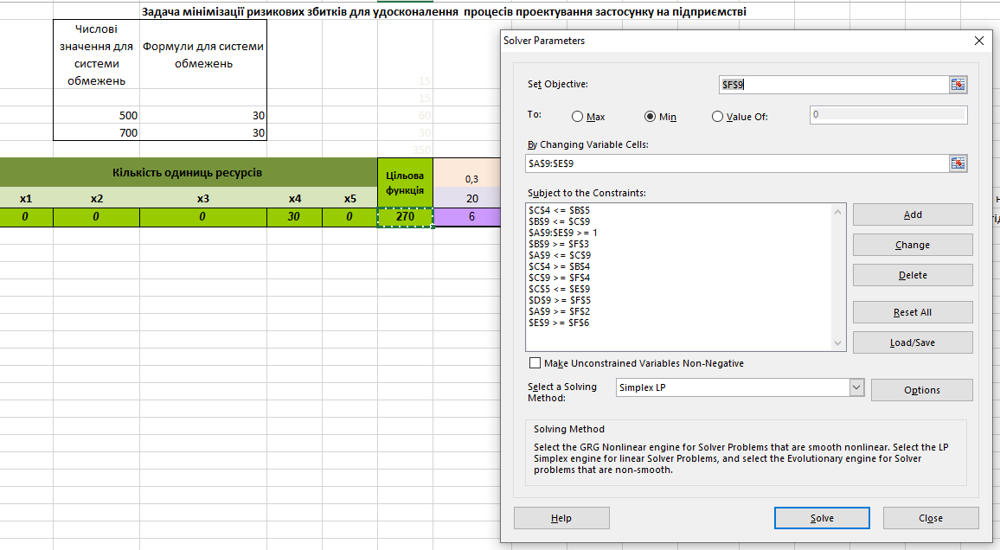 Задача мінімізації ризикових збитків для удосконалення процесів проектування застосунку на підприємстві
Числові
значення для
системи
обмежень
Формули для системи
обмежень
15
15
500 30 60
700 30 30
350
Кількість одиниць ресурсів
Цільова
функція
0,3
x1 x2 x3 x4 x5
20
0 0 0 30 0 270 6
Solver Parameters
Set Objective:
$F$9
To:
Max
Min
Value Of:
0
By Changing Variable Cells:
$A$9:$E$9
Subject to the Constraints:
$C$4 <= $B$5
$B$9 <= $C$9
$A$9:$E$9 >= 1
$B$9 >= $F$3
$A$9 <= $C$9
$C$4 >= $B$4
$C$9 >= $F$4
$C$5 <= $E$9
$D$9 >= $F$5
$A$9 >= $F$2
$E$9 >= $F$6
Add
Change
Delete
Reset All
Load/Save
Make Unconstrained Variables Non-Negative
Select a Solving
Method:
Simplex LP
Options
Solving Method
Select the GRG Nonlinear engine for Solver Problems that are smooth nonlinear. Select the LP
Simplex engine for linear Solver Problems, and select the Evolutionary engine for Solver
problems that are non-smooth.
Help
Solve
Close